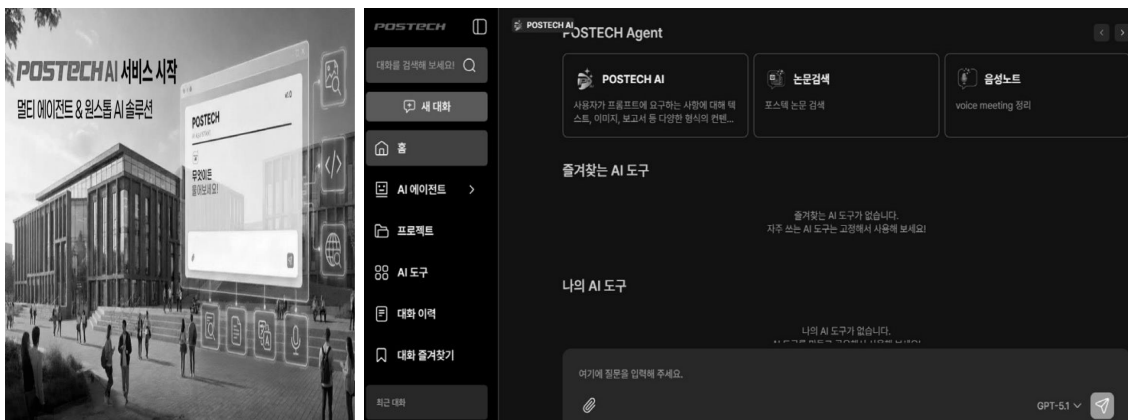 POSTECH AI 서비스 시작
멀티 에이전트 & 원스톱 AI 솔루션
v1.0
POSTECH
무엇이든
물어보세요!
POSTECH
대화를 검색해 보세요!
새 대화
홈
AI 에이전트
프로젝트
AI 도구
대화 이력
대화 즐겨찾기
최근 대화
POSTECH AI
POSTECH Agent
POSTECH AI
사용자가 프롬프트에 요구하는 사항에 대해 텍
스트, 이미지, 보고서 등 다양한 형식의 컨텐...
논문검색
포스텍 논문 검색
음성노트
voice meeting 정리
즐겨찾는 AI 도구
즐겨찾는 AI 도구가 없습니다.
자주 쓰는 AI 도구는 고정해서 사용해 보세요!
나의 AI 도구
나의 AI 도구가 없습니다.
여기에 질문을 입력해 주세요.
GPT-5.1